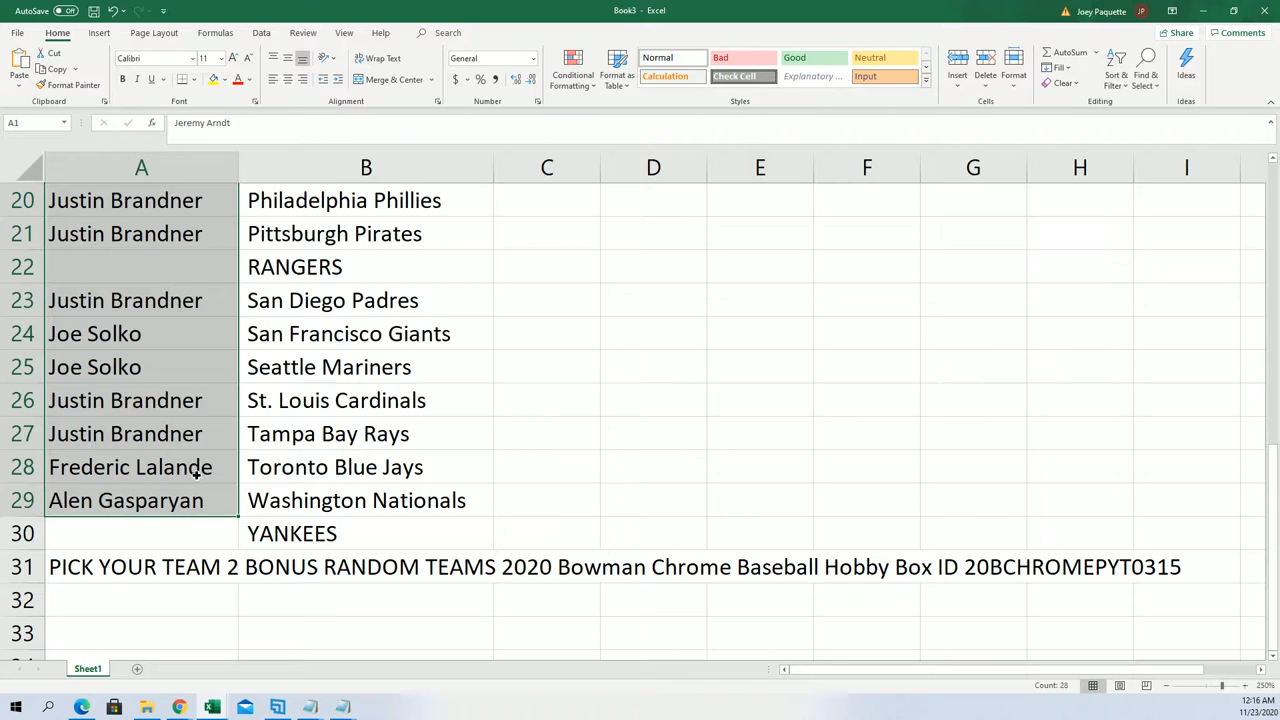 AutoSave Off Book3 - Excel Joey Paquette JP
File Home Insert Page Layout Formulas Data Review View Help Search Share Comments
Paste Cut Copy Format Painter Clipboard
Calibri 11 A A B I U A Font
Wrap Text Merge & Center Alignment
General $ % Number
Conditional Formatting Format as Table
Normal Bad Good Neutral
Calculation Check Cell Explanatory ... Input
Styles
Insert Delete Format Cells
AutoSum Fill Clear Sort & Filter Find & Select Editing
Ideas Ideas
A1 fx Jeremy Arndt
A B C D E F G H I
20 Justin Brandner Philadelphia Phillies
21 Justin Brandner Pittsburgh Pirates
22 RANGERS
23 Justin Brandner San Diego Padres
24 Joe Solko San Francisco Giants
25 Joe Solko Seattle Mariners
26 Justin Brandner St. Louis Cardinals
27 Justin Brandner Tampa Bay Rays
28 Frederic Lalande Toronto Blue Jays
29 Alen Gasparyan Washington Nationals
30 YANKEES
31 PICK YOUR TEAM 2 BONUS RANDOM TEAMS 2020 Bowman Chrome Baseball Hobby Box ID 20BCHROMEPYT0315
32
33
Sheet1
Count: 28 250%
12:16 AM
11/23/2020